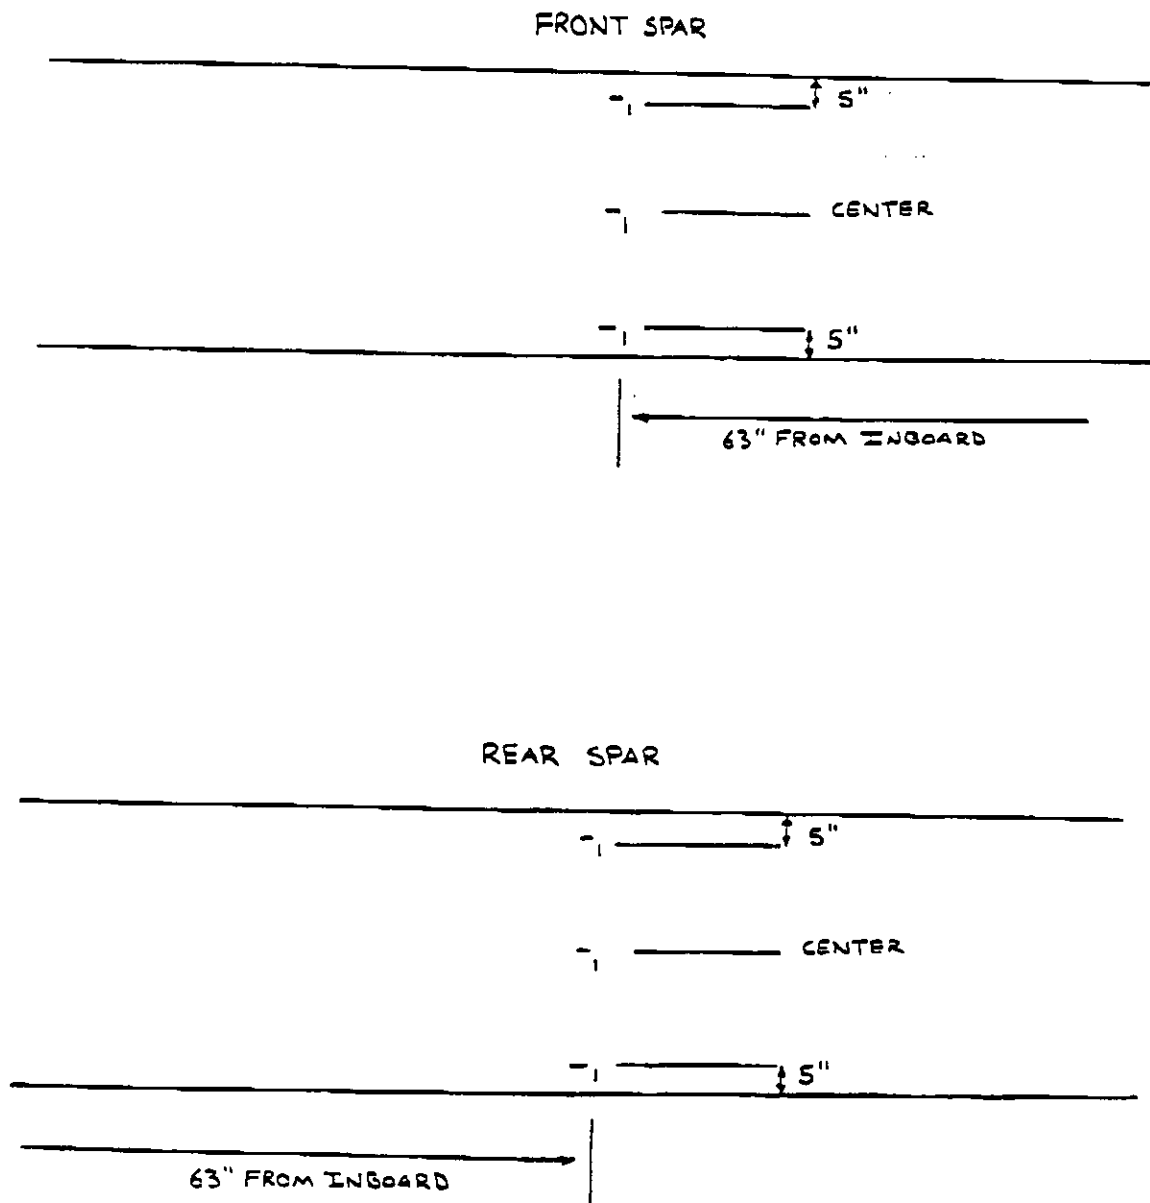 FRONT SPAR
5"
CENTER
5"
63" FROM INBOARD
REAR SPAR
5"
CENTER
5"
63" FROM INBOARD